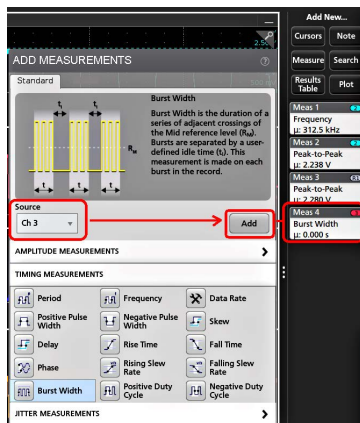 Add New...
Cursors Note
Measure Search
Results Table Plot
Meas 1
Frequency
μ: 312.5 kHz
Meas 2
Peak-to-Peak
μ: 2.238 V
Meas 3
Peak-to-Peak
μ: 2.280 V
Meas 4
Burst Width
μ: 0.000 s
ADD MEASUREMENTS
Standard
Burst Width
Burst Width is the duration of a
series of adjacent crossings of
the Mid reference level (RM).
Bursts are separated by a user-
defined idle time (tI). This
measurement is made on each
burst in the record.
tI tI
RM
t t t
Source
Ch 3
Add
AMPLITUDE MEASUREMENTS
TIMING MEASUREMENTS
Period Frequency Data Rate
Positive Pulse Width Negative Pulse Width Skew
Delay Rise Time Fall Time
Phase Rising Slew Rate Falling Slew Rate
Burst Width Positive Duty Cycle Negative Duty Cycle
JITTER MEASUREMENTS